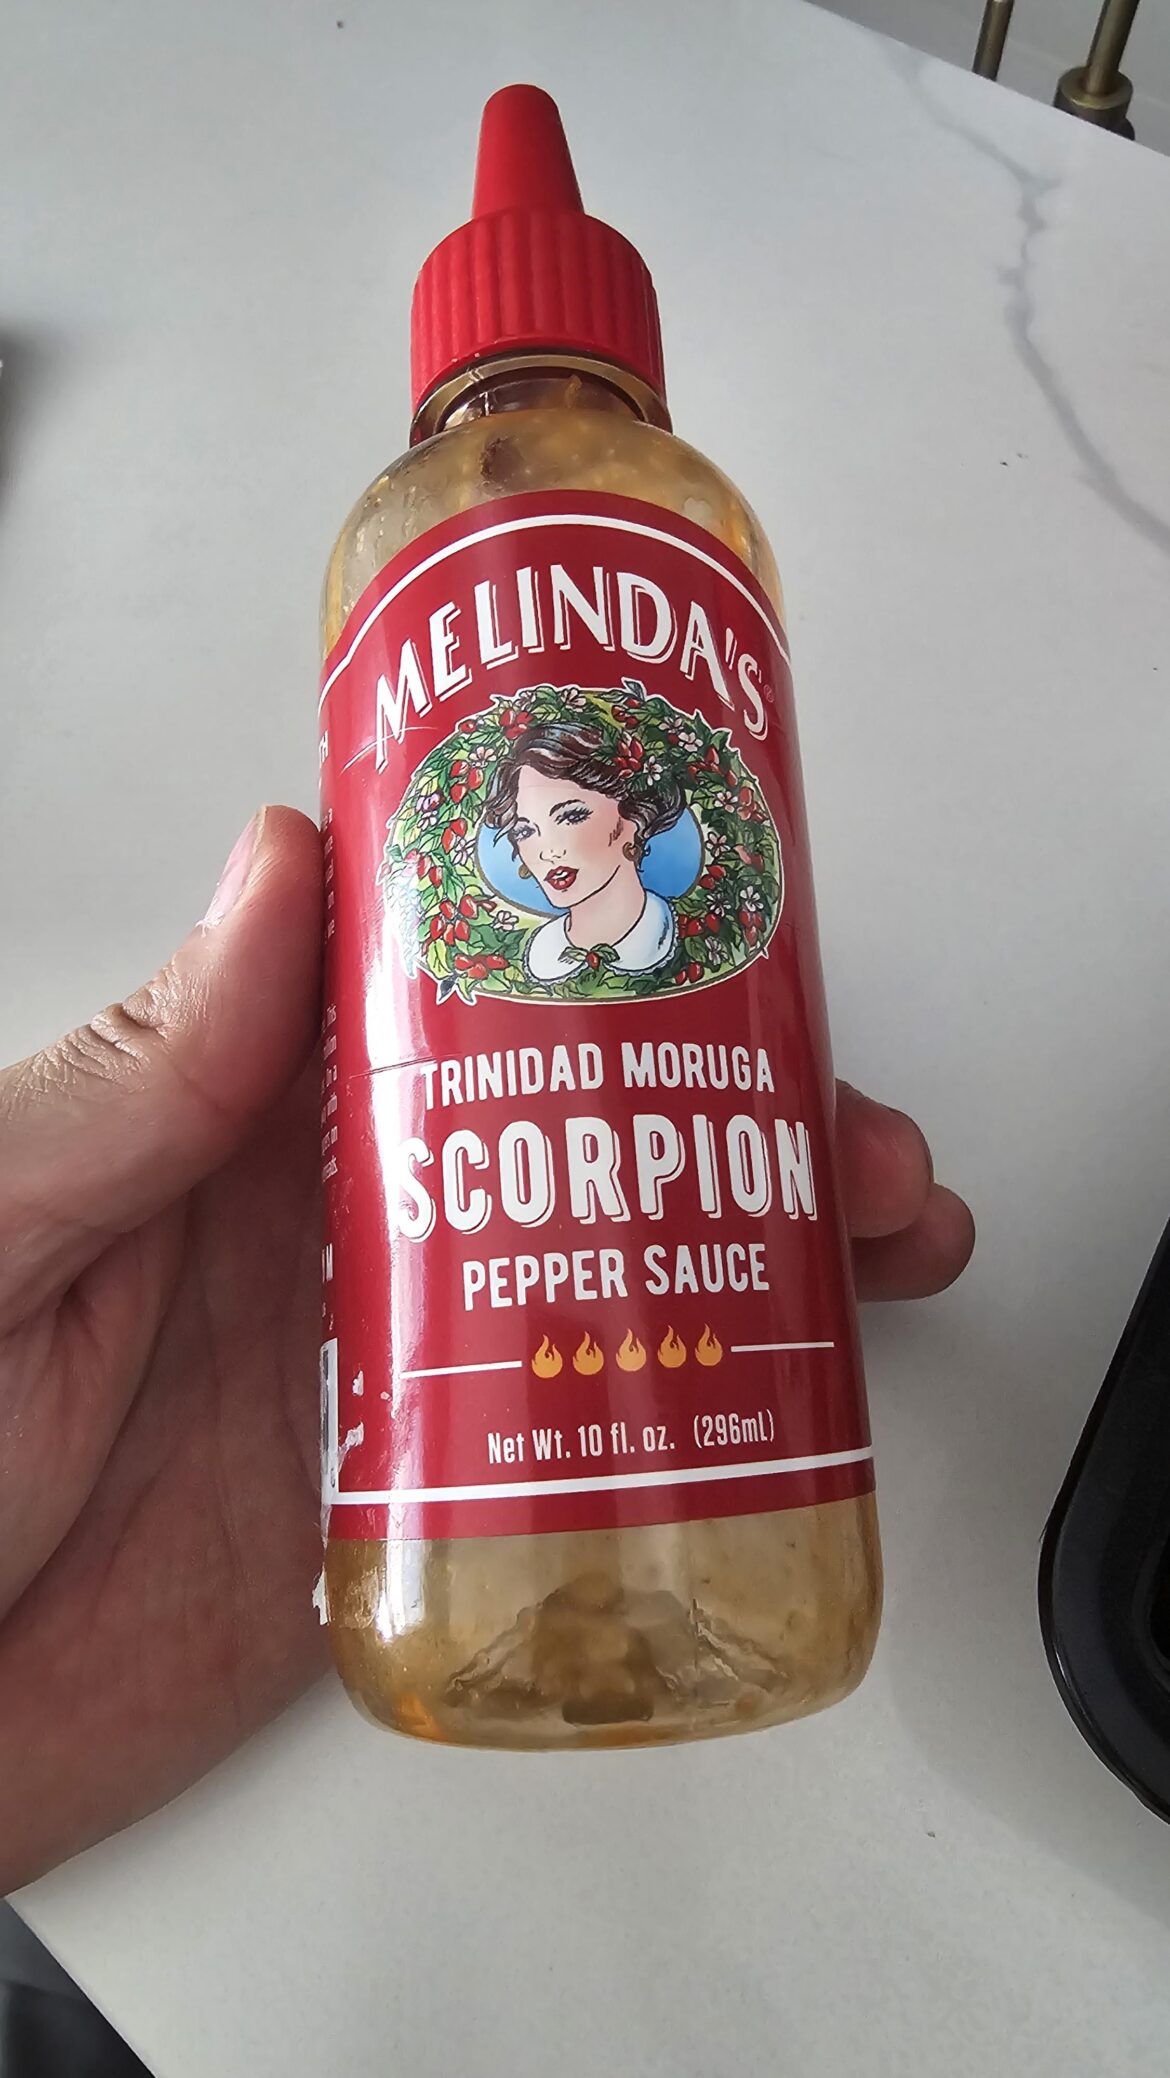 MELINDA'S®
TRINIDAD MORUGA
SCORPION
PEPPER SAUCE
Net Wt. 10 fl. oz. (296mL)